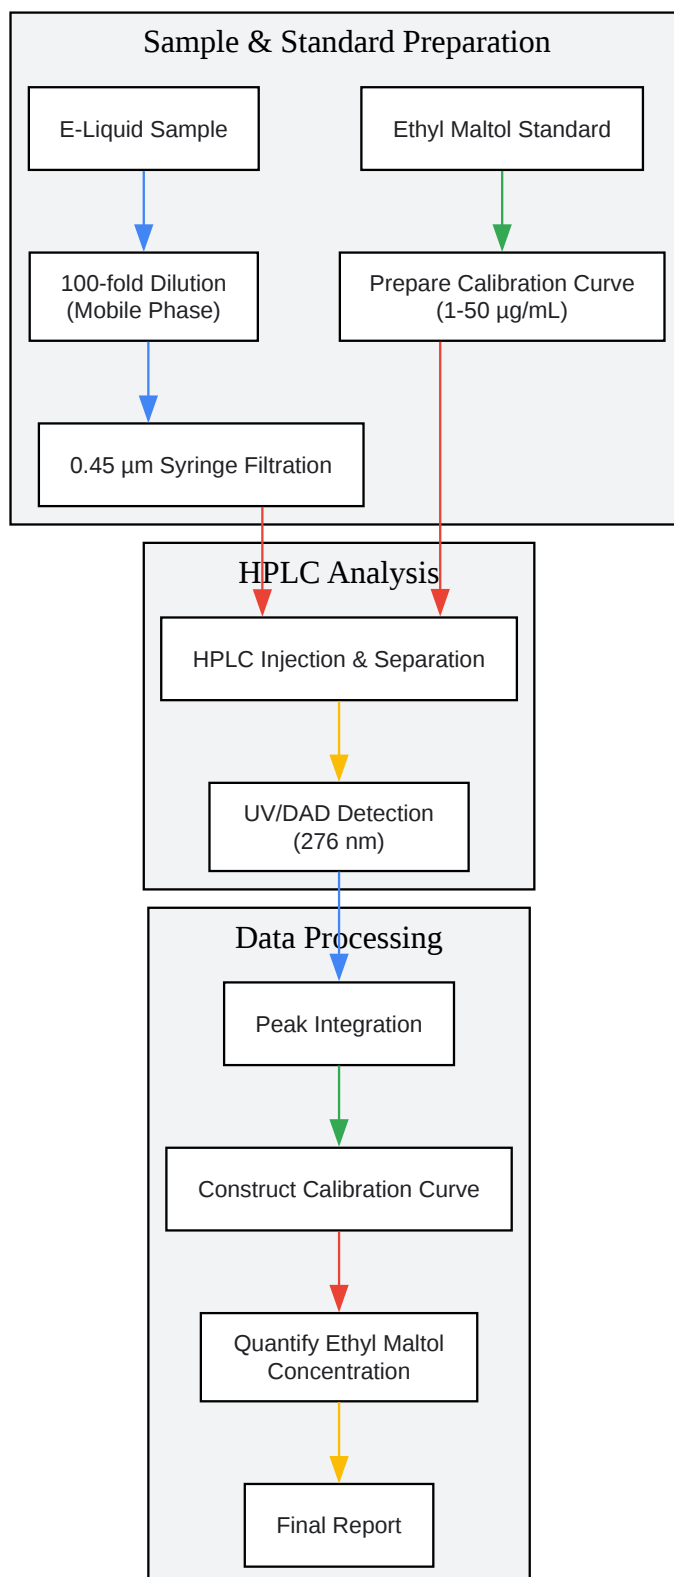 Sample & Standard Preparation
E-Liquid Sample
Ethyl Maltol Standard
100-fold Dilution
(Mobile Phase)
Prepare Calibration Curve
(1-50 µg/mL)
0.45 µm Syringe Filtration
HPLC Analysis
HPLC Injection & Separation
UV/DAD Detection
(276 nm)
Data Processing
Peak Integration
Construct Calibration Curve
Quantify Ethyl Maltol
Concentration
Final Report